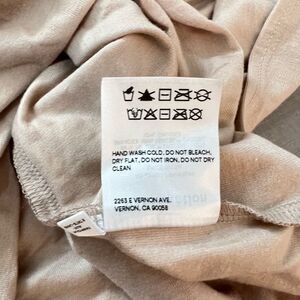 HAND WASH COLD, DO NOT BLEACH,
DRY FLAT, DO NOT IRON, DO NOT DRY
CLEAN
2263 E VERNON AVE.
VERNON, CA 90058